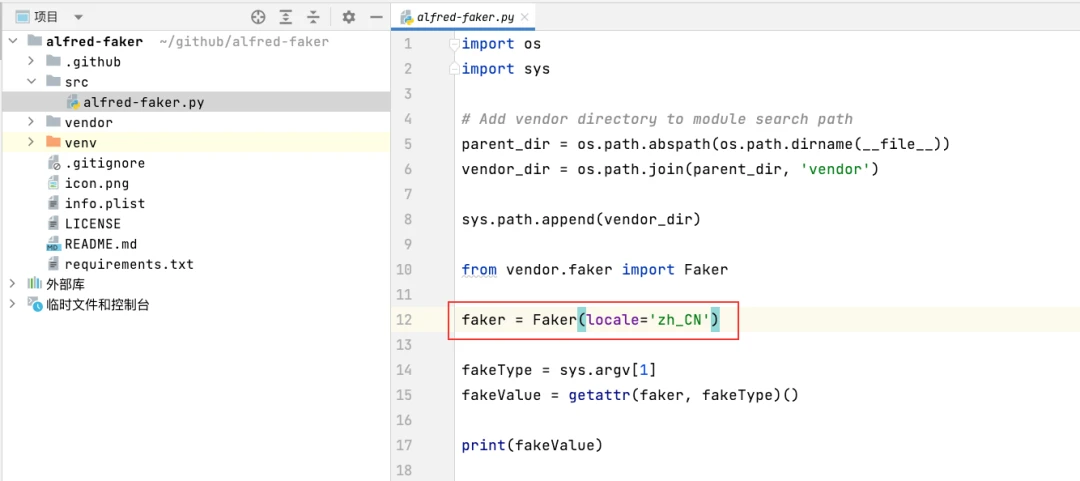 项目
alfred-faker ~/github/alfred-faker
.github
src
alfred-faker.py
vendor
venv
.gitignore
icon.png
info.plist
LICENSE
MD README.md
requirements.txt
外部库
临时文件和控制台
alfred-faker.py
1 import os
2 import sys
3
4 # Add vendor directory to module search path
5 parent_dir = os.path.abspath(os.path.dirname(__file__))
6 vendor_dir = os.path.join(parent_dir, 'vendor')
7
8 sys.path.append(vendor_dir)
9
10 from vendor.faker import Faker
11
12 faker = Faker(locale='zh_CN')
13
14 fakeType = sys.argv[1]
15 fakeValue = getattr(faker, fakeType)()
16
17 print(fakeValue)
18